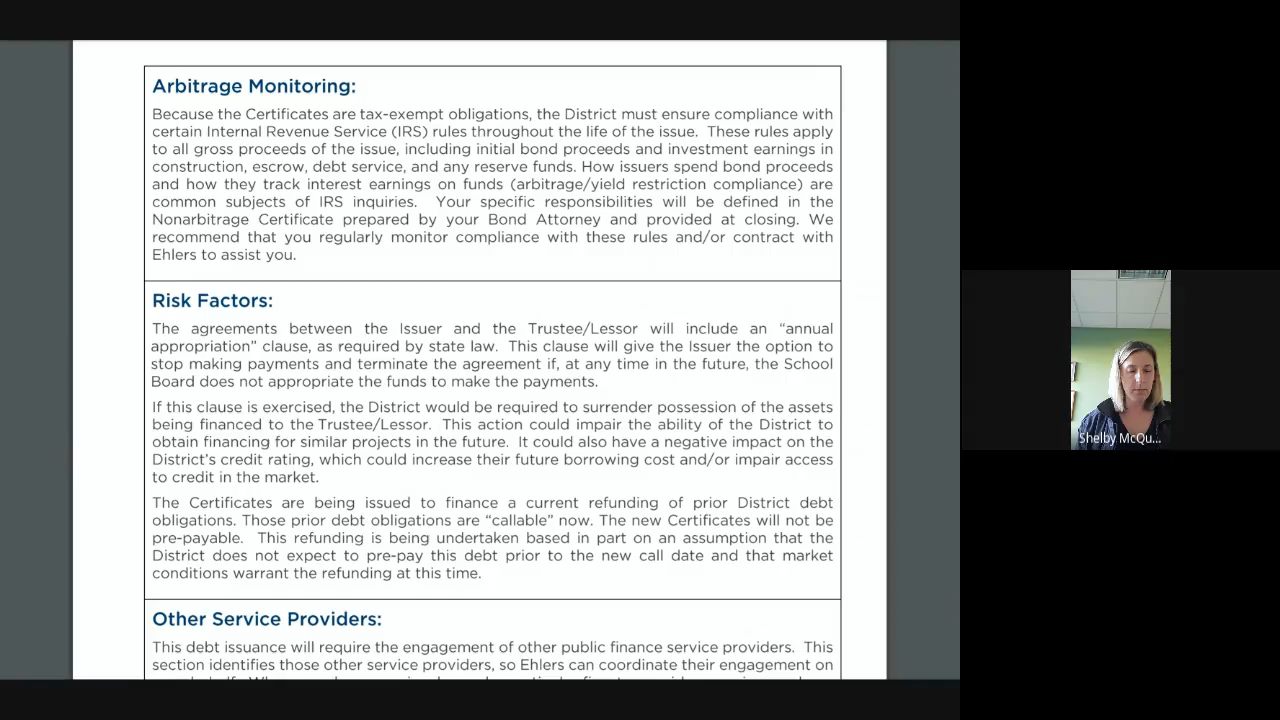 Arbitrage Monitoring:
Because the Certificates are tax-exempt obligations, the District must ensure compliance with
certain Internal Revenue Service (IRS) rules throughout the life of the issue. These rules apply
to all gross proceeds of the issue, including initial bond proceeds and investment earnings in
construction, escrow, debt service, and any reserve funds. How issuers spend bond proceeds
and how they track interest earnings on funds (arbitrage/yield restriction compliance) are
common subjects of IRS inquiries. Your specific responsibilities will be defined in the
Nonarbitrage Certificate prepared by your Bond Attorney and provided at closing. We
recommend that you regularly monitor compliance with these rules and/or contract with
Ehlers to assist you.
Risk Factors:
The agreements between the Issuer and the Trustee/Lessor will include an “annual
appropriation” clause, as required by state law. This clause will give the Issuer the option to
stop making payments and terminate the agreement if, at any time in the future, the School
Board does not appropriate the funds to make the payments.
If this clause is exercised, the District would be required to surrender possession of the assets
being financed to the Trustee/Lessor. This action could impair the ability of the District to
obtain financing for similar projects in the future. It could also have a negative impact on the
District’s credit rating, which could increase their future borrowing cost and/or impair access
to credit in the market.
The Certificates are being issued to finance a current refunding of prior District debt
obligations. Those prior debt obligations are “callable” now. The new Certificates will not be
pre-payable. This refunding is being undertaken based in part on an assumption that the
District does not expect to pre-pay this debt prior to the new call date and that market
conditions warrant the refunding at this time.
Other Service Providers:
This debt issuance will require the engagement of other public finance service providers. This
section identifies those other service providers, so Ehlers can coordinate their engagement on
Shelby McQu...